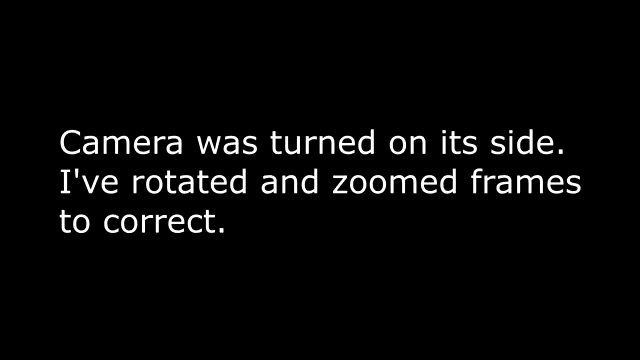 Camera was turned on its side.
I've rotated and zoomed frames
to correct.